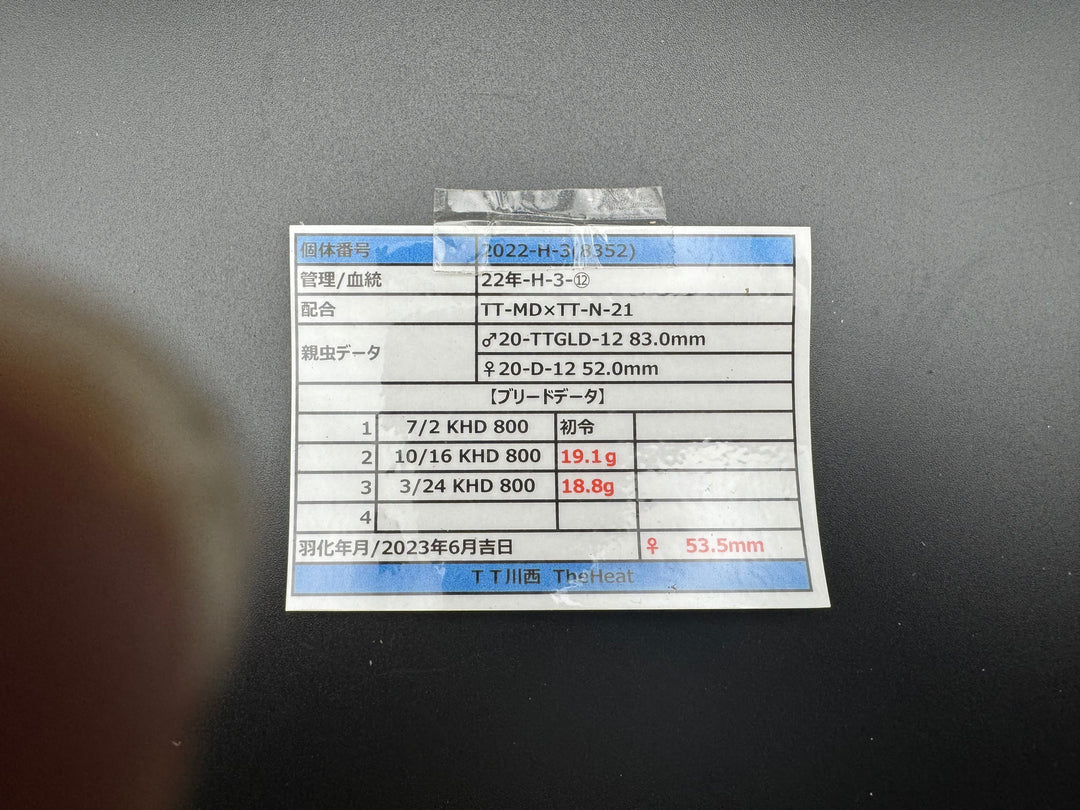 個体番号 2022-H-3(8352)
管理/血統 22年-H-3-⑫
配合 TT-MD×TT-N-21
親虫データ ♂20-TTGLD-12 83.0mm
♀20-D-12 52.0mm
【ブリードデータ】
1 7/2 KHD 800 初令
2 10/16 KHD 800 19.1g
3 3/24 KHD 800 18.8g
4
羽化年月/2023年6月吉日 ♀ 53.5mm
ＴＴ川西 TheHeat